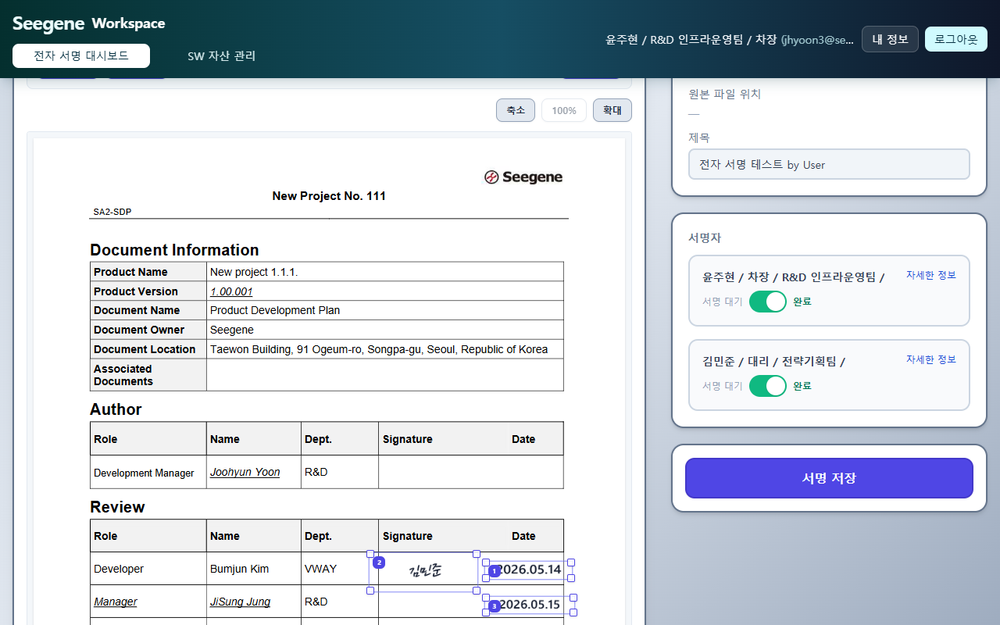 Seegene Workspace
전자 서명 대시보드
SW 자산 관리
윤주현 / R&D 인프라운영팀 / 차장 (jhyoon3@se...
내 정보
로그아웃
축소
100%
확대
Seegene
New Project No. 111
SA2-SDP
Document Information
Product Name New project 1.1.1.
Product Version 1.00.001
Document Name Product Development Plan
Document Owner Seegene
Document Location Taewon Building, 91 Ogeum-ro, Songpa-gu, Seoul, Republic of Korea
Associated
Documents
Author
Role Name Dept. Signature Date
Development Manager Joohyun Yoon R&D
Review
Role Name Dept. Signature Date
Developer Bumjun Kim VWAY 2 김민준 1 2026.05.14
Manager JiSung Jung R&D 3 2026.05.15
원본 파일 위치
—
제목
전자 서명 테스트 by User
서명자
윤주현 / 차장 / R&D 인프라운영팀 /
자세한 정보
서명 대기 완료
김민준 / 대리 / 전략기획팀 /
자세한 정보
서명 대기 완료
서명 저장